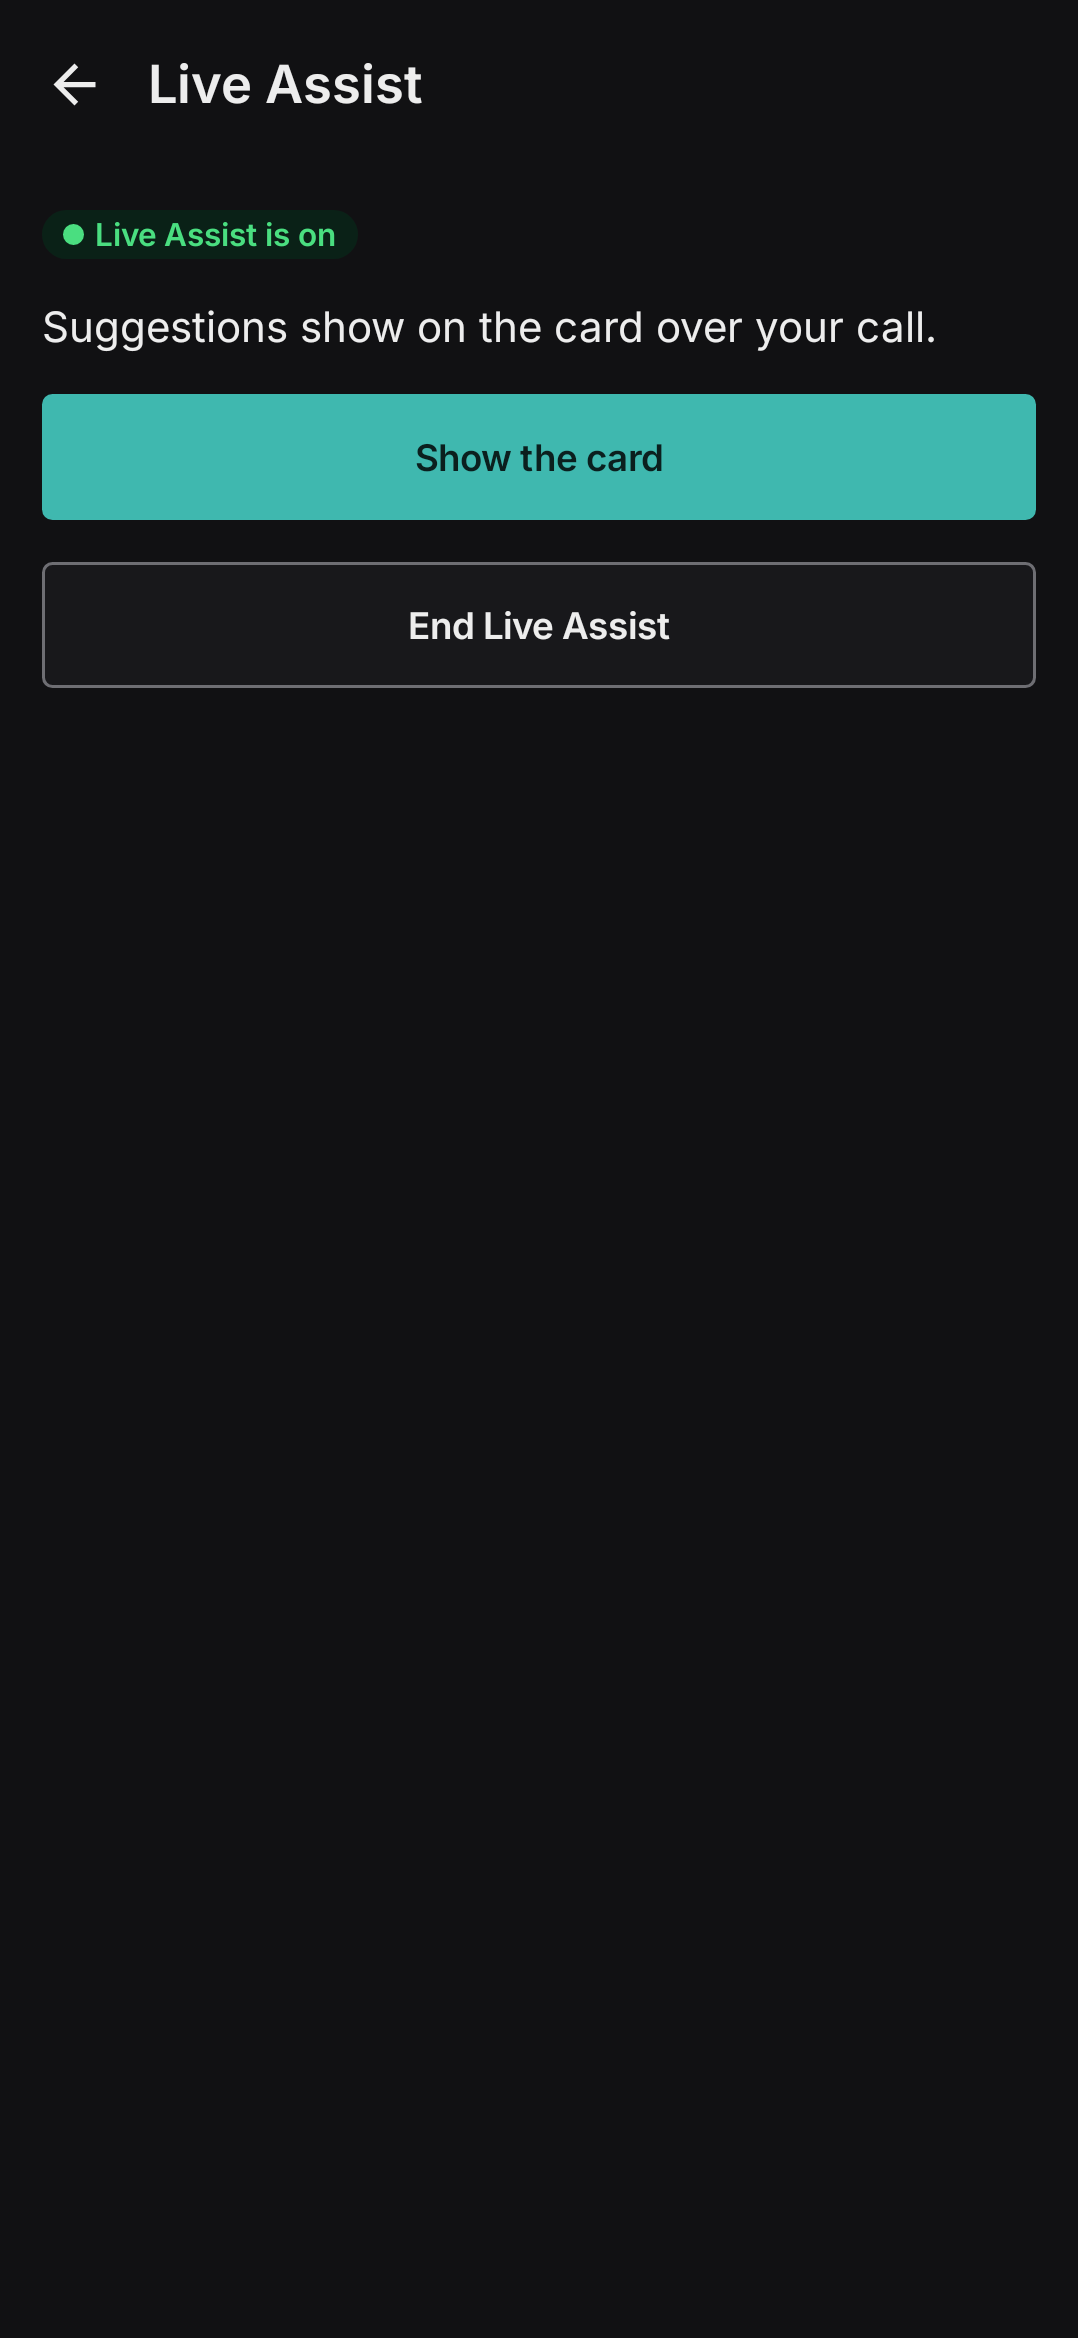 Live Assist
Live Assist is on
Suggestions show on the card over your call.
Show the card
End Live Assist